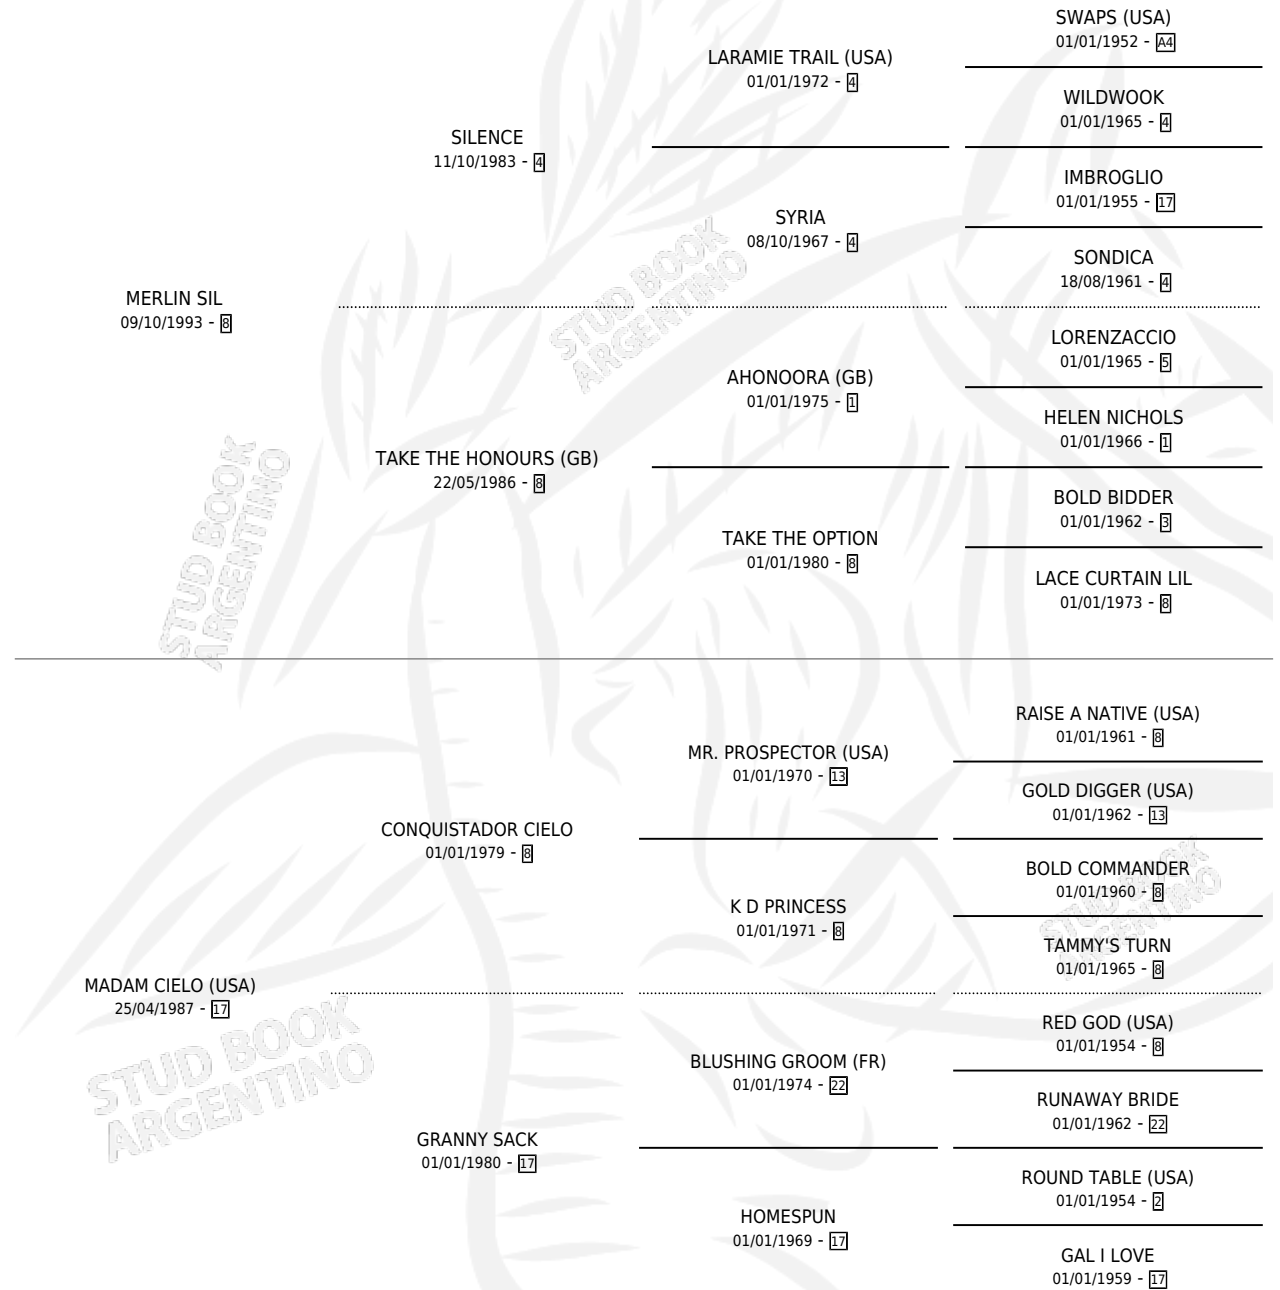 SWAPS (USA)
01/01/1952 - A4
LARAMIE TRAIL (USA)
01/01/1972 - 4
WILDWOOK
01/01/1965 - 4
SILENCE
11/10/1983 - 4
IMBROGLIO
01/01/1955 - 17
SYRIA
08/10/1967 - 4
SONDICA
18/08/1961 - 4
MERLIN SIL
09/10/1993 - 8
LORENZACCIO
01/01/1965 - 5
AHONOORA (GB)
01/01/1975 - 1
HELEN NICHOLS
01/01/1966 - 1
TAKE THE HONOURS (GB)
22/05/1986 - 8
BOLD BIDDER
01/01/1962 - 3
TAKE THE OPTION
01/01/1980 - 8
LACE CURTAIN LIL
01/01/1973 - 8
STUD BOOK
ARGENTINO
STUD BOOK
ARGENTINO
RAISE A NATIVE (USA)
01/01/1961 - 8
MR. PROSPECTOR (USA)
01/01/1970 - 13
GOLD DIGGER (USA)
01/01/1962 - 13
CONQUISTADOR CIELO
01/01/1979 - 8
BOLD COMMANDER
01/01/1960 - 8
K D PRINCESS
01/01/1971 - 8
TAMMY'S TURN
01/01/1965 - 8
STUD BOOK
ARGENTINO
MADAM CIELO (USA)
25/04/1987 - 17
RED GOD (USA)
01/01/1954 - 8
BLUSHING GROOM (FR)
01/01/1974 - 22
RUNAWAY BRIDE
01/01/1962 - 22
GRANNY SACK
01/01/1980 - 17
ROUND TABLE (USA)
01/01/1954 - 2
HOMESPUN
01/01/1969 - 17
GAL I LOVE
01/01/1959 - 17
STUD BOOK
ARGENTINO